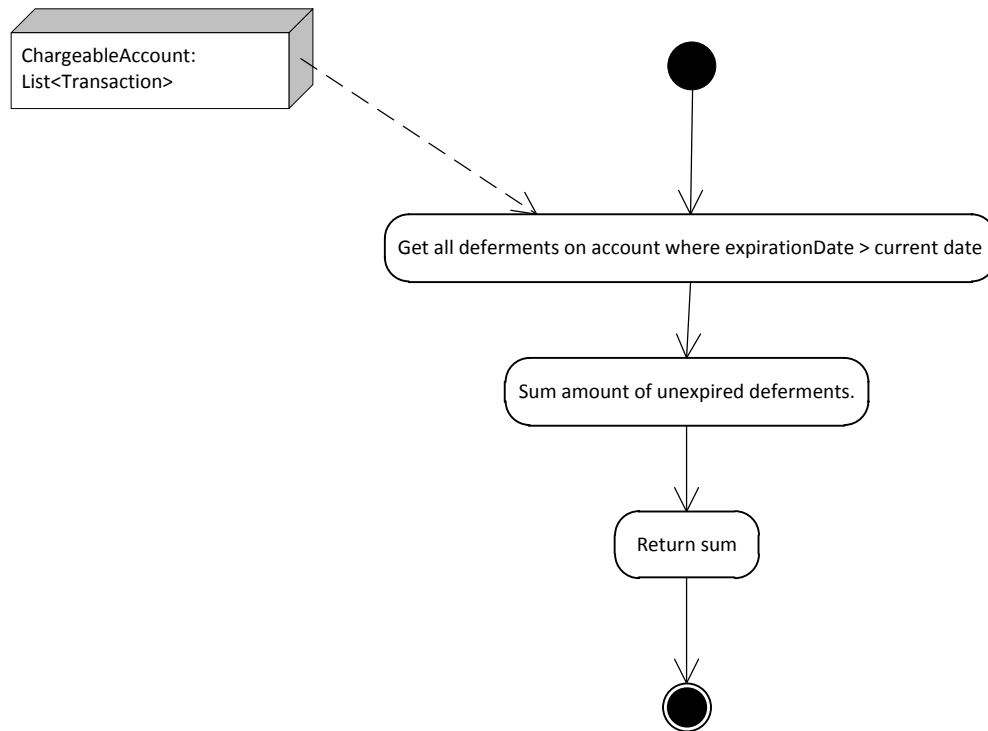 ChargeableAccount:
List<Transaction>
Get all deferments on account where expirationDate > current date
Sum amount of unexpired deferments.
Return sum